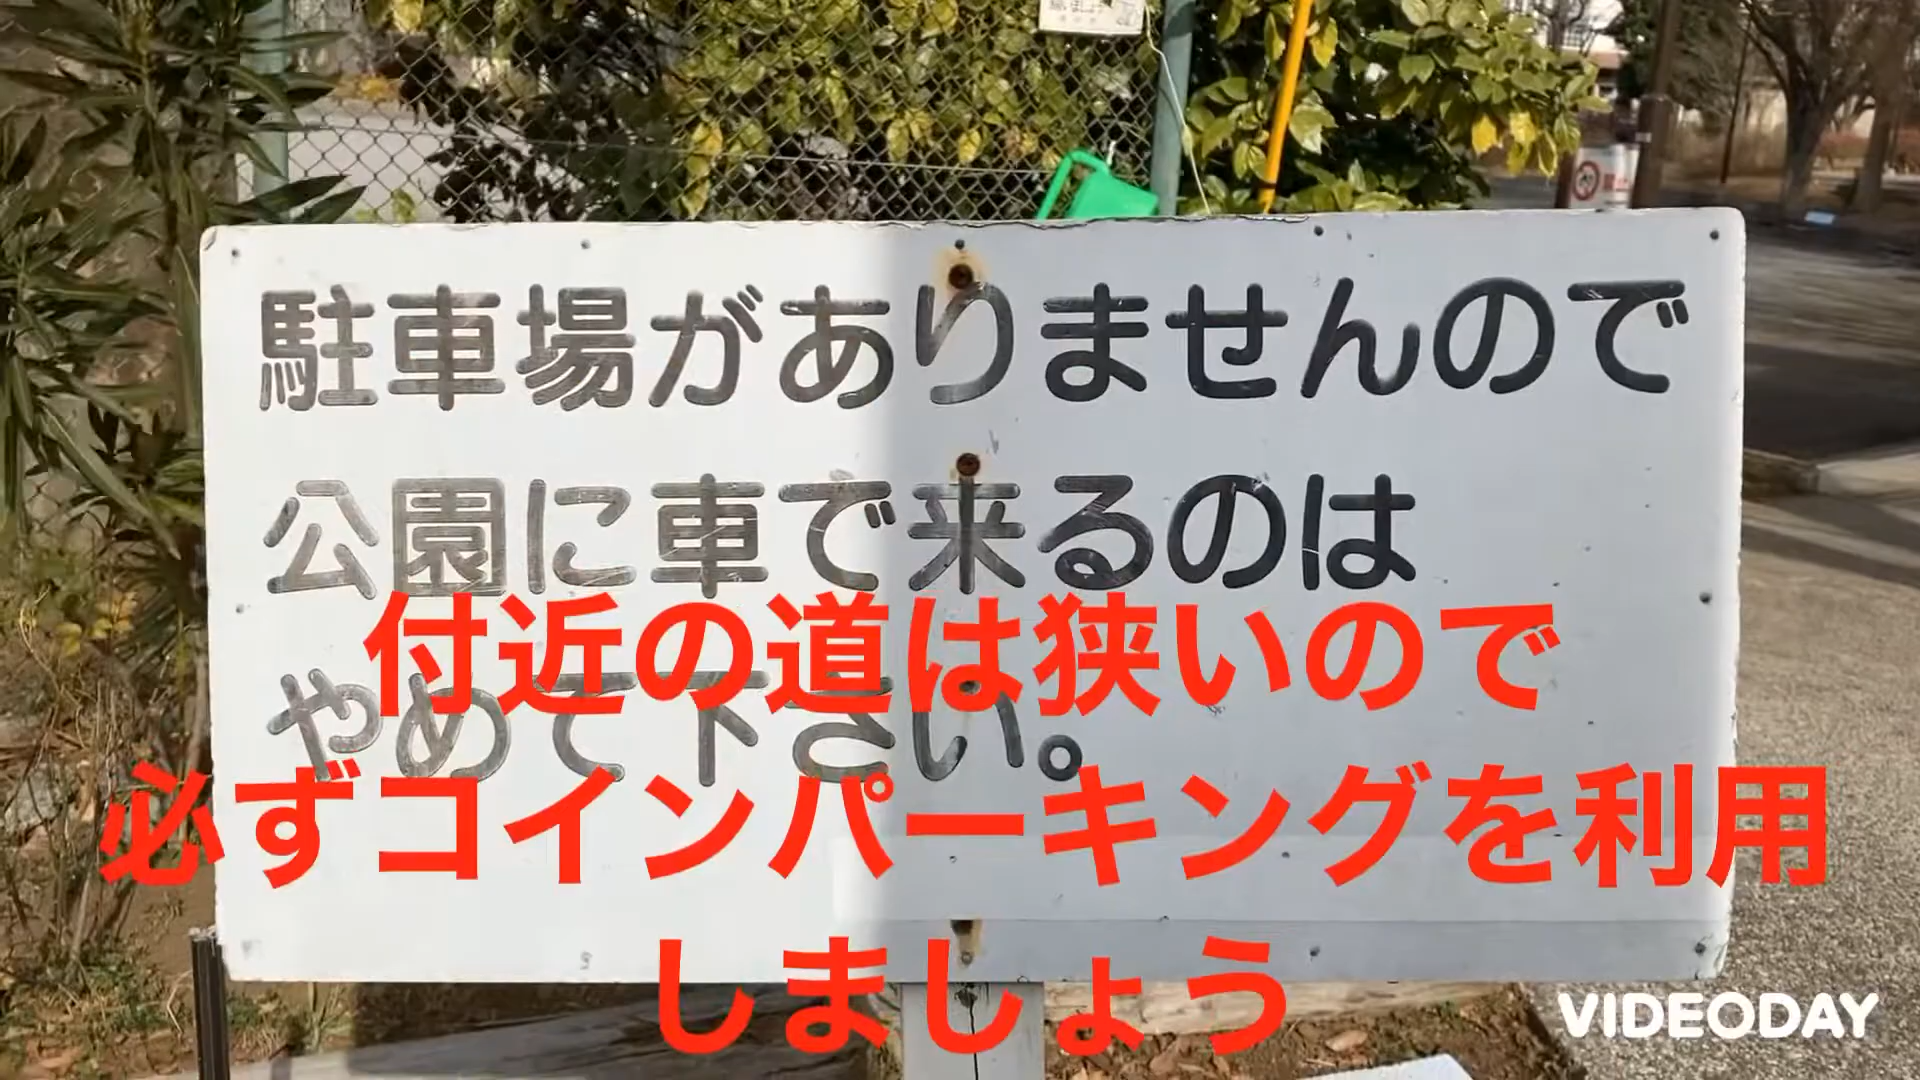 駐車場がありませんので
公園に車で来るのは
やめて下さい。
付近の道は狭いので
必ずコインパーキングを利用
しましょう
VIDEODAY